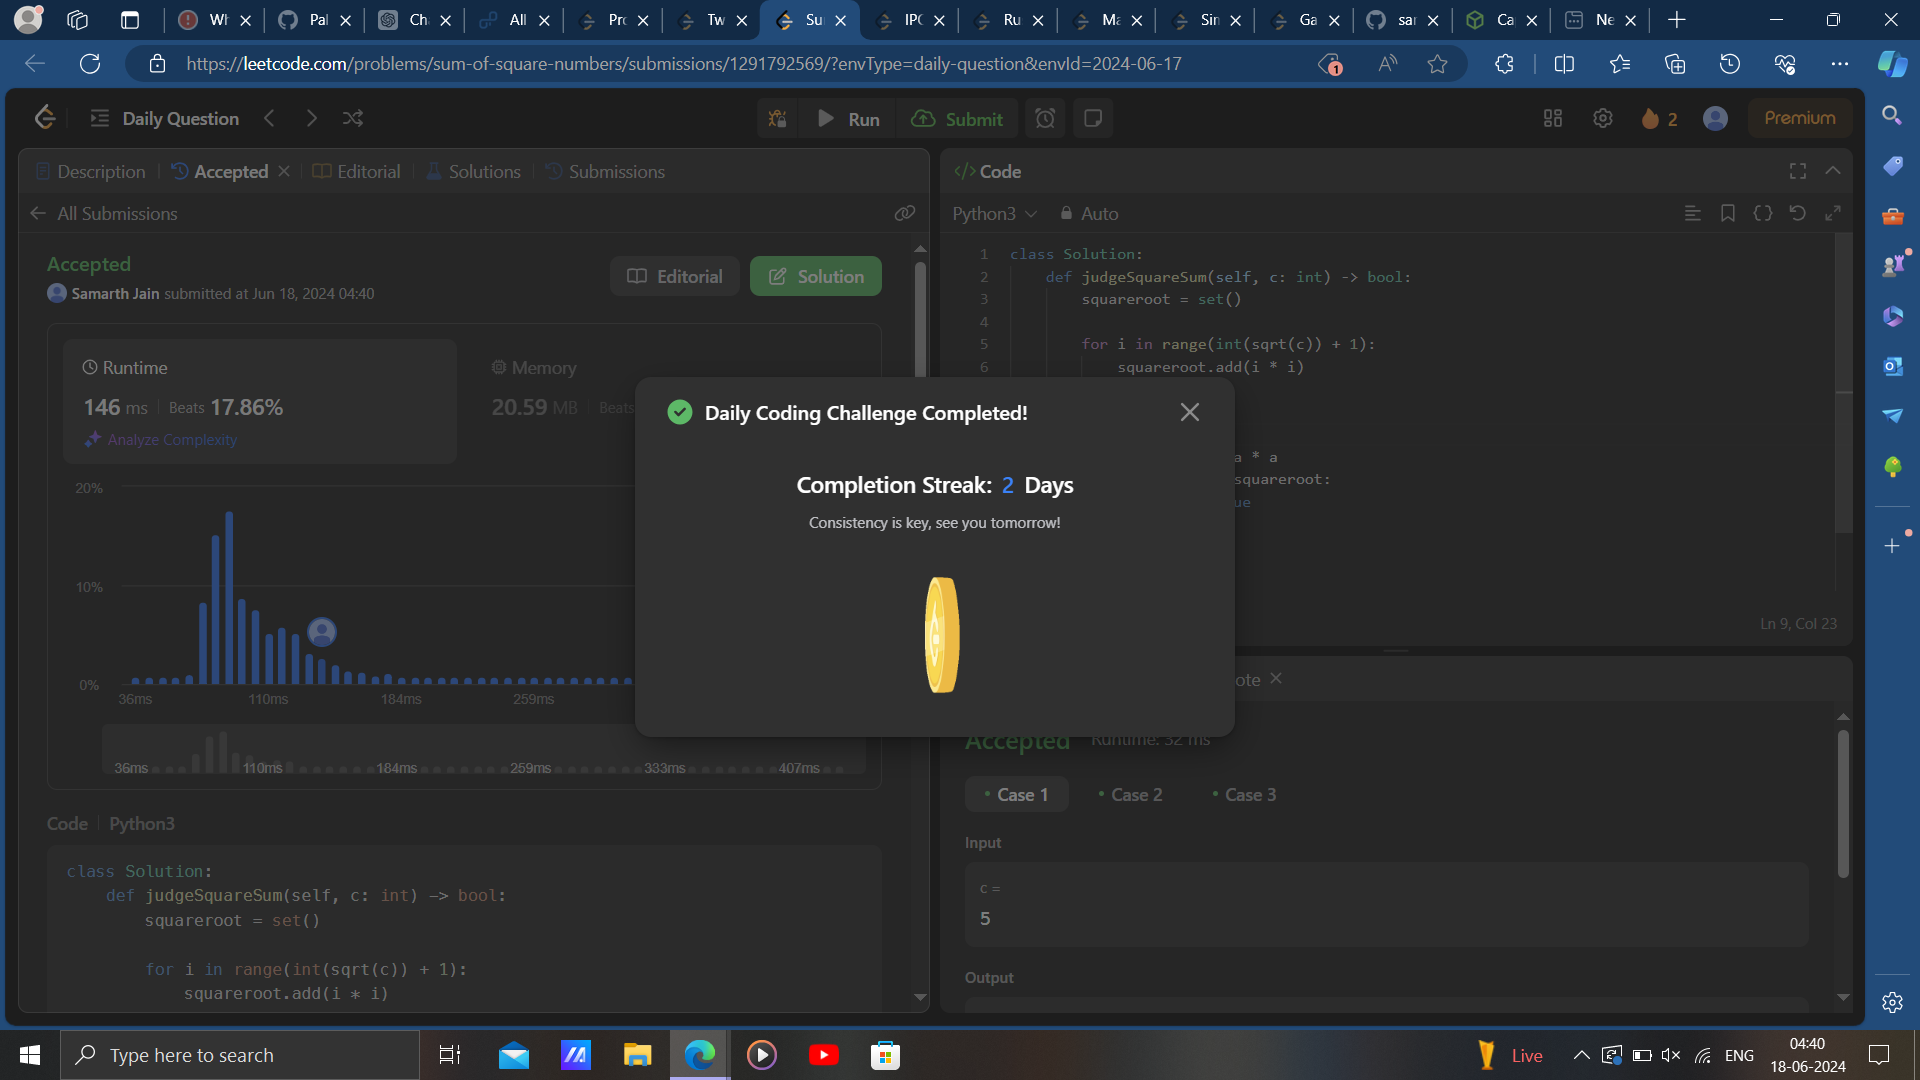 Wh
Pal
Ch
All
Pro
Tw
Su
IPO
Ru
Ma
Sin
Ga
sar
Ca
Ne
https://leetcode.com/problems/sum-of-square-numbers/submissions/1291792569/?envType=daily-question&envId=2024-06-17
1
Daily Question
Run
Submit
2
Premium
Description
Accepted
Editorial
Solutions
Submissions
All Submissions
Accepted
Samarth Jain submitted at Jun 18, 2024 04:40
Editorial
Solution
Runtime
146 ms
Beats 17.86%
Analyze Complexity
Memory
20.59 MB
Beats
20%
10%
0%
36ms
110ms
184ms
259ms
36ms
110ms
184ms
259ms
333ms
407ms
Code
Python3
class Solution:
def judgeSquareSum(self, c: int) -> bool:
squareroot = set()
for i in range(int(sqrt(c)) + 1):
squareroot.add(i * i)
</> Code
Python3
Auto
1 class Solution:
2 def judgeSquareSum(self, c: int) -> bool:
3 squareroot = set()
4
5 for i in range(int(sqrt(c)) + 1):
6 squareroot.add(i * i)
a * a
squareroot:
ue
Ln 9, Col 23
Daily Coding Challenge Completed!
Completion Streak: 2 Days
Consistency is key, see you tomorrow!
ote
Accepted
Runtime: 32 ms
Case 1
Case 2
Case 3
Input
c =
5
Output
Type here to search
Live
ENG
04:40
18-06-2024